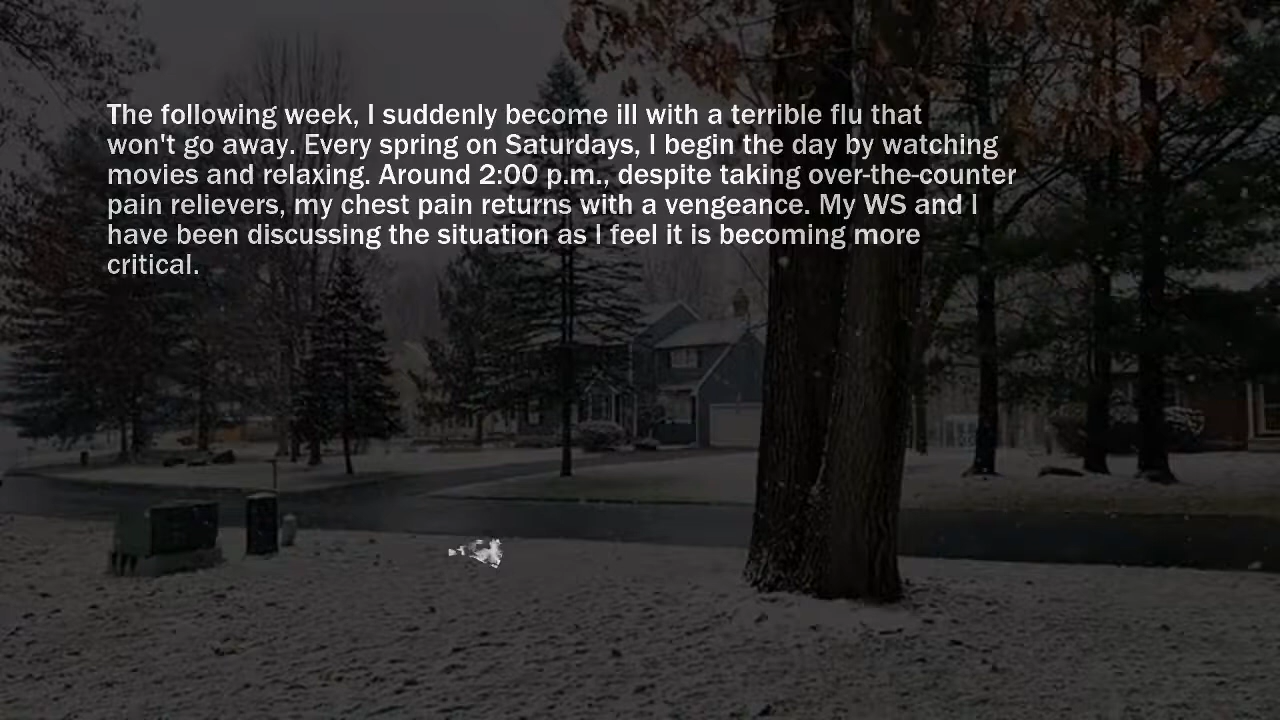 The following week, I suddenly become ill with a terrible flu that
won't go away. Every spring on Saturdays, I begin the day by watching
movies and relaxing. Around 2:00 p.m., despite taking over-the-counter
pain relievers, my chest pain returns with a vengeance. My WS and I
have been discussing the situation as I feel it is becoming more
critical.